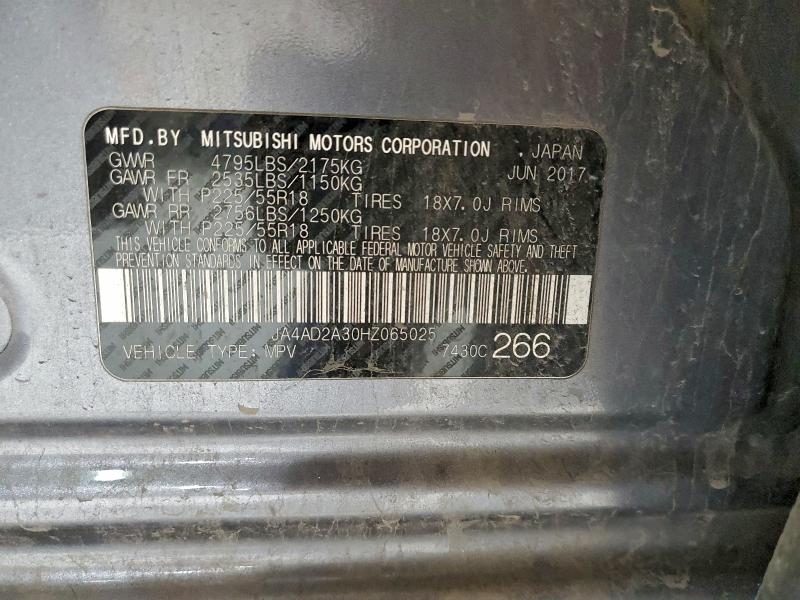 MFD.BY MITSUBISHI MOTORS CORPORATION . JAPAN
GVWR 4795LBS/2175KG JUN 2017
GAWR FR 2535LBS/1150KG
WITH P225/55R18 TIRES 18X7.0J RIMS
GAWR RR 2756LBS/1250KG
WITH P225/55R18 TIRES 18X7.0J RIMS
THIS VEHICLE CONFORMS TO ALL APPLICABLE FEDERAL MOTOR VEHICLE SAFETY AND THEFT
PREVENTION STANDARDS IN EFFECT ON THE DATE OF MANUFACTURE SHOWN ABOVE.
JA4AD2A30HZ065025
VEHICLE TYPE: MPV 7430C 266